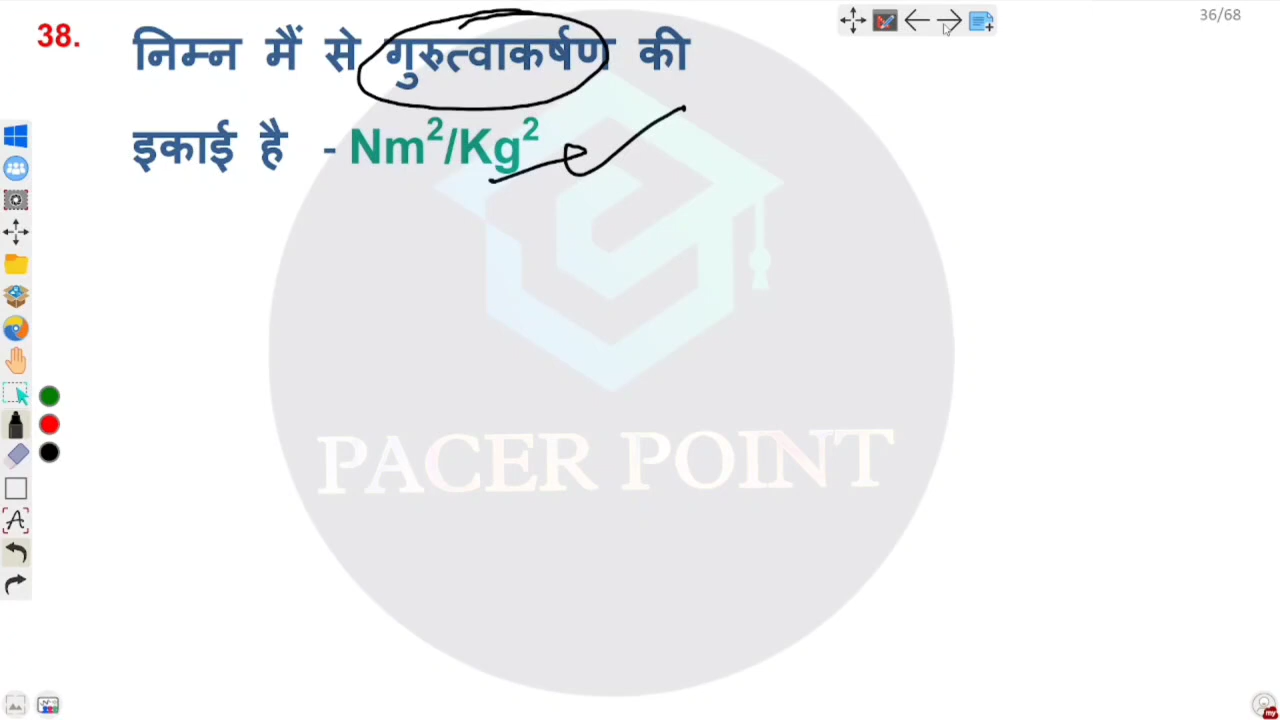 36/68
38. निम्न मैं से गुरुत्वाकर्षण की
इकाई है - Nm²/Kg²
PACER POINT